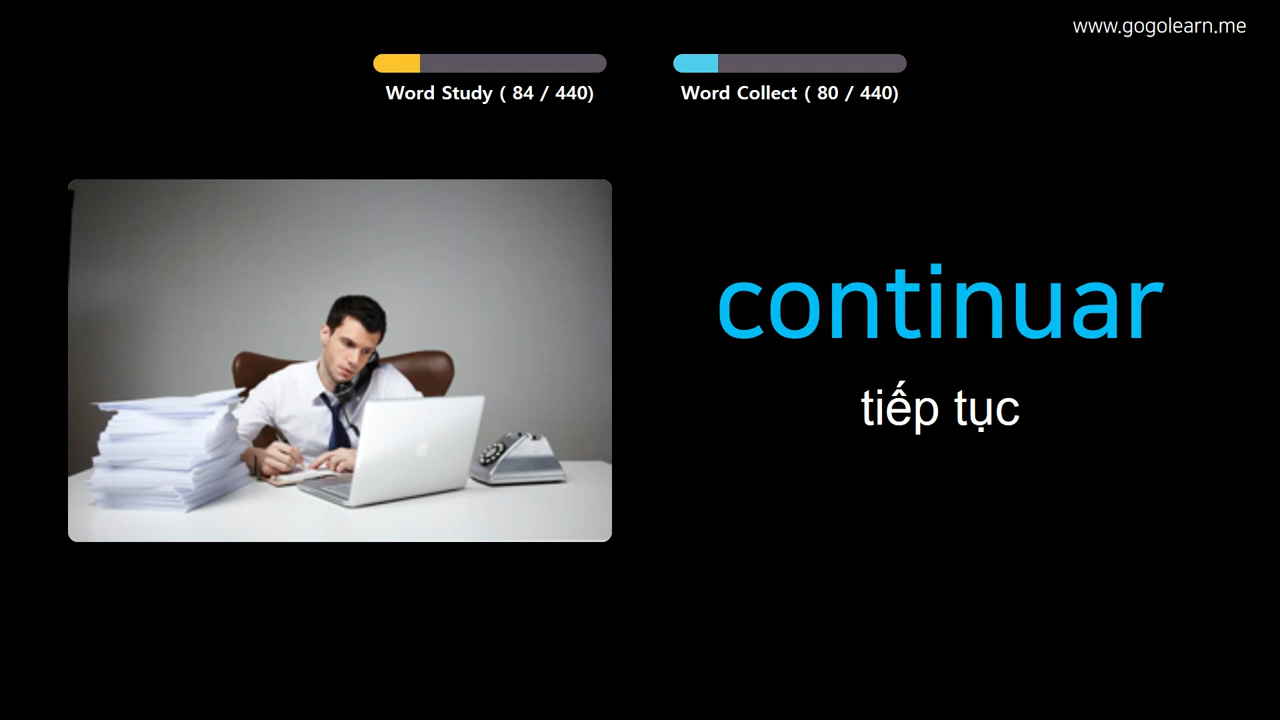 www.gogolearn.me
Word Study ( 84 / 440)
Word Collect ( 80 / 440)
continuar
tiếp tục